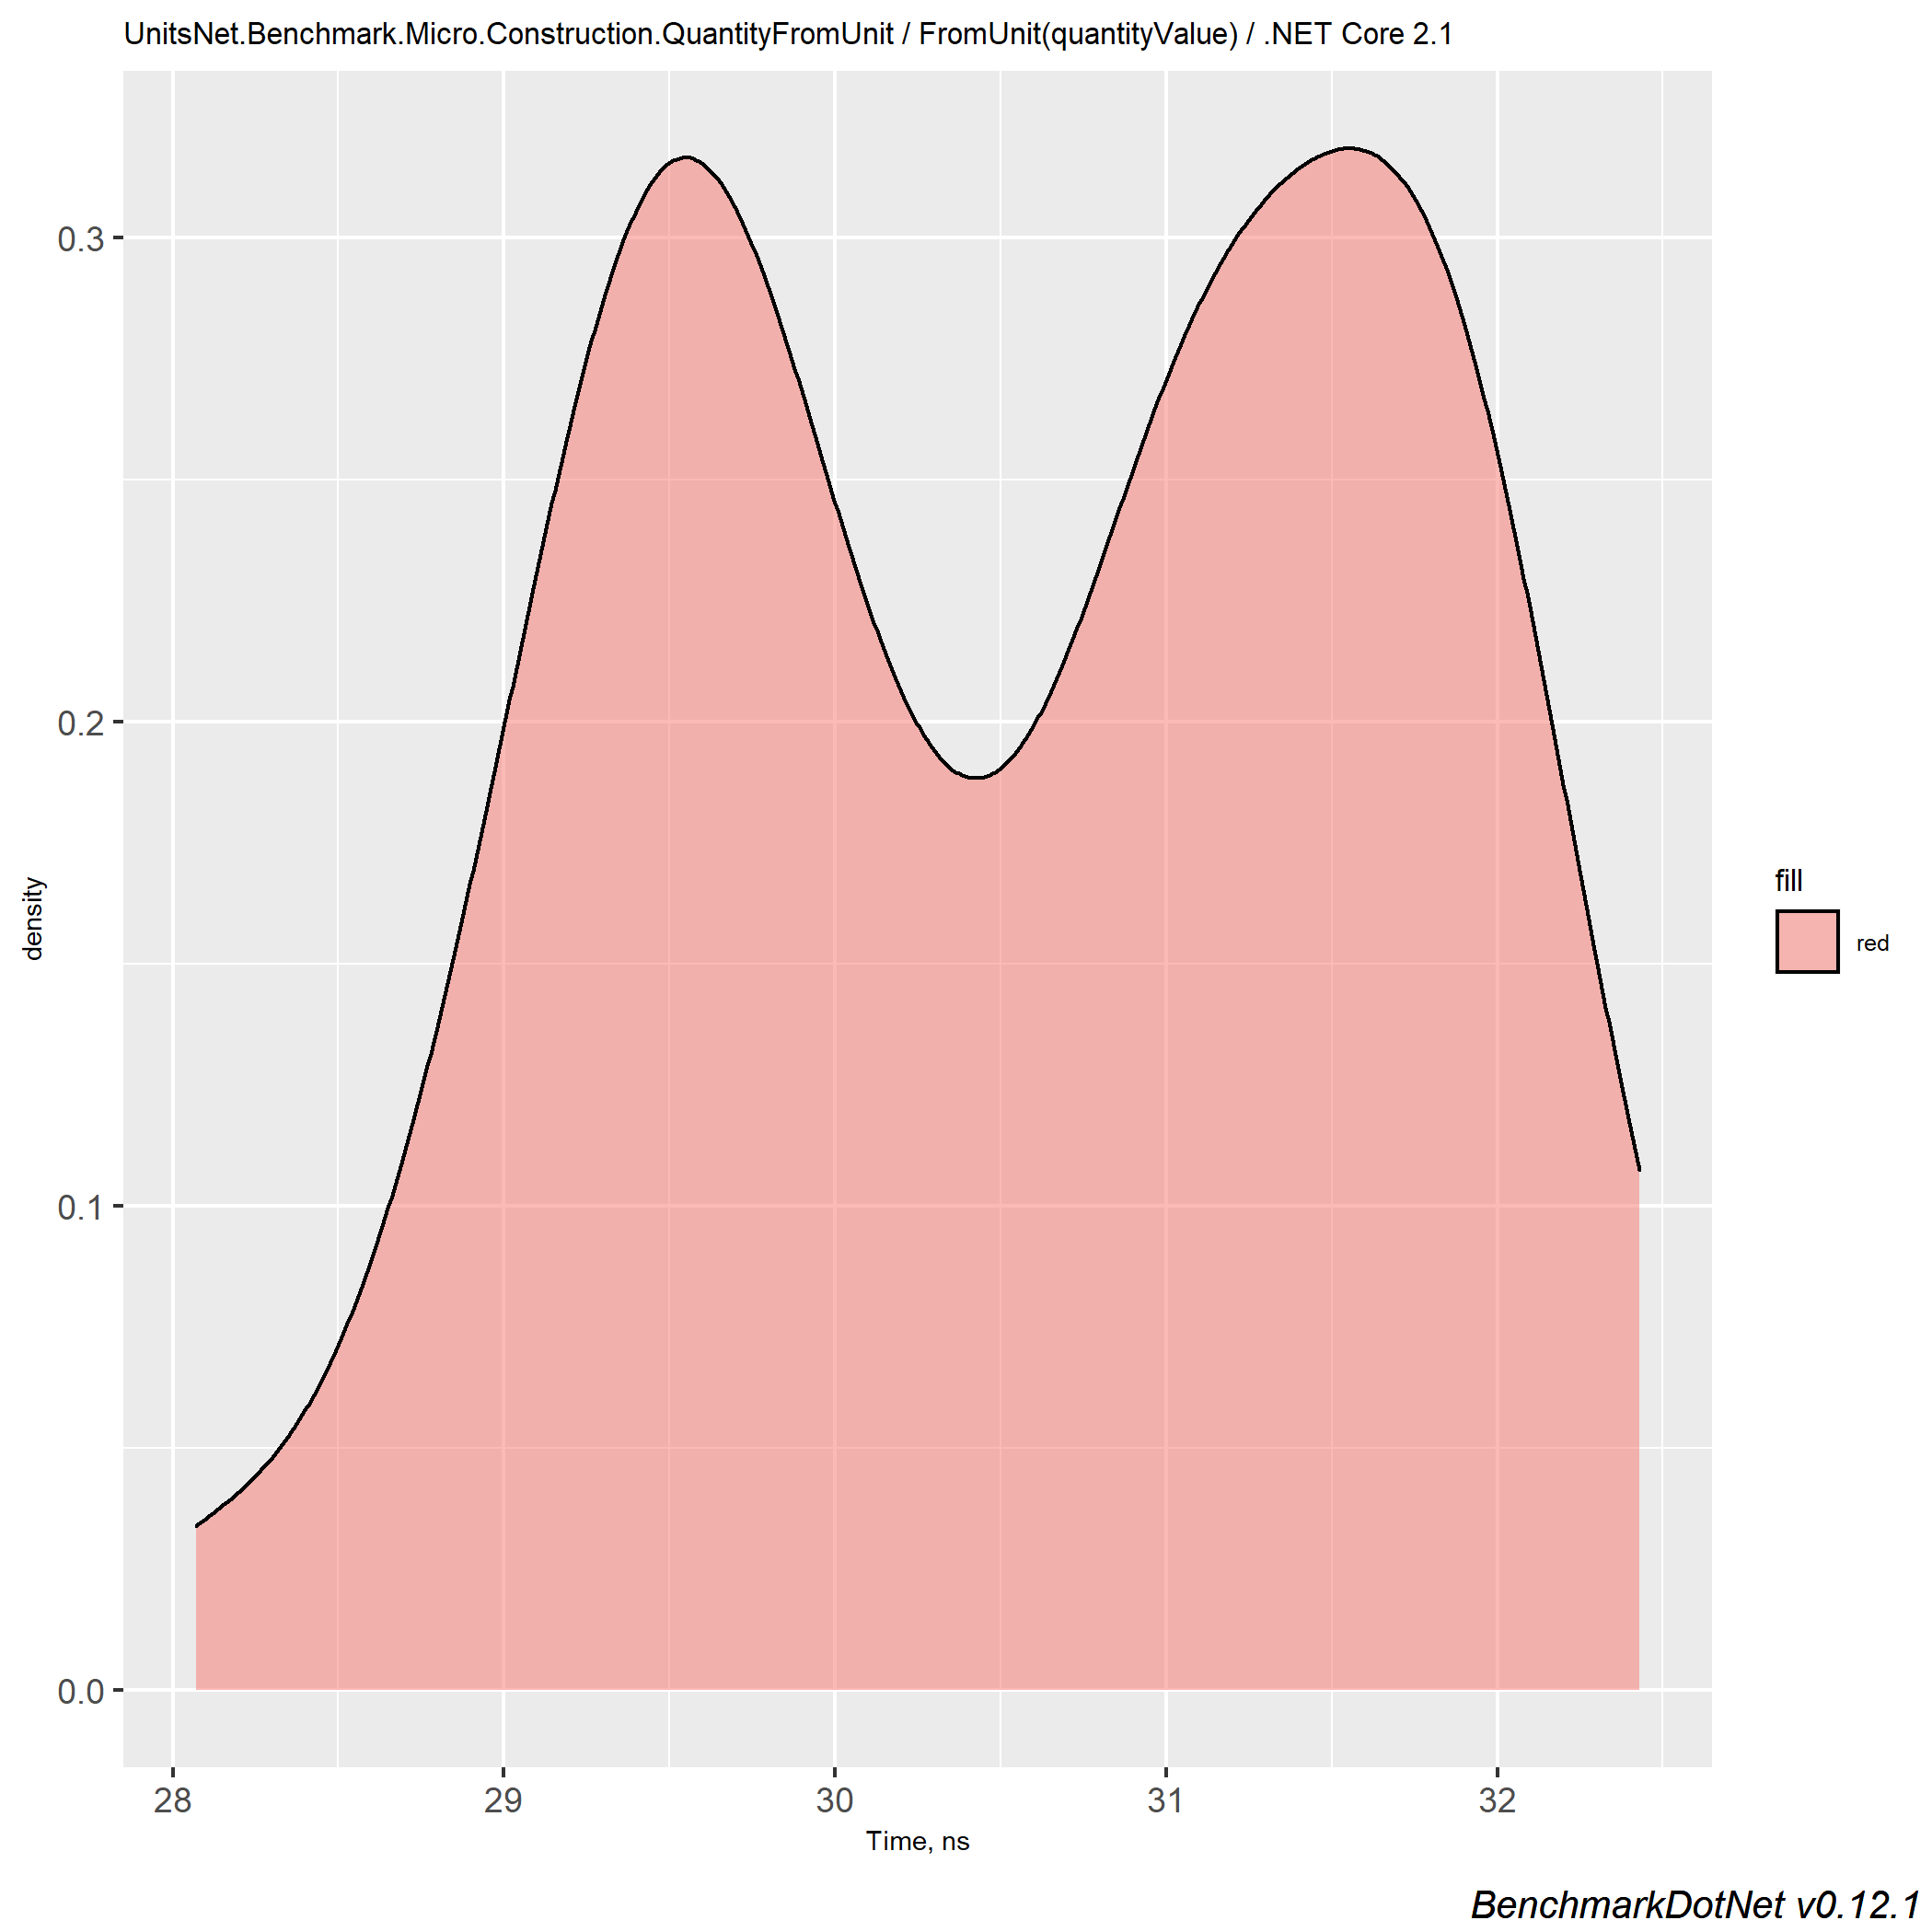 UnitsNet.Benchmark.Micro.Construction.QuantityFromUnit / FromUnit(quantityValue) / .NET Core 2.1
0.3
0.2
0.1
0.0
density
28 29 30 31 32
Time, ns
fill
red
BenchmarkDotNet v0.12.1